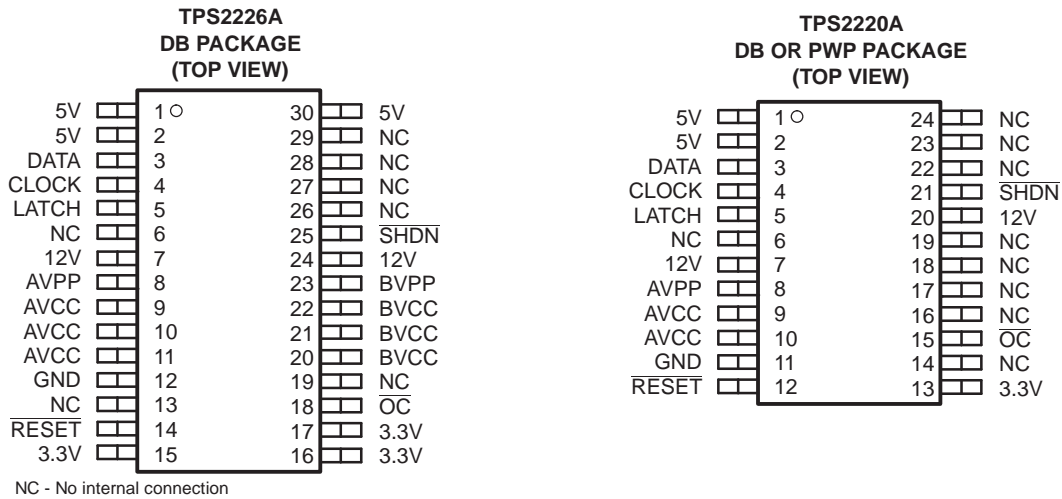 TPS2226A
DB PACKAGE
(TOP VIEW)
5V 1 30 5V
5V 2 29 NC
DATA 3 28 NC
CLOCK 4 27 NC
LATCH 5 26 NC
NC 6 25 SHDN
12V 7 24 12V
AVPP 8 23 BVPP
AVCC 9 22 BVCC
AVCC 10 21 BVCC
AVCC 11 20 BVCC
GND 12 19 NC
NC 13 18 OC
RESET 14 17 3.3V
3.3V 15 16 3.3V
NC - No internal connection
TPS2220A
DB OR PWP PACKAGE
(TOP VIEW)
5V 1 24 NC
5V 2 23 NC
DATA 3 22 NC
CLOCK 4 21 SHDN
LATCH 5 20 12V
NC 6 19 NC
12V 7 18 NC
AVPP 8 17 NC
AVCC 9 16 NC
AVCC 10 15 OC
GND 11 14 NC
RESET 12 13 3.3V